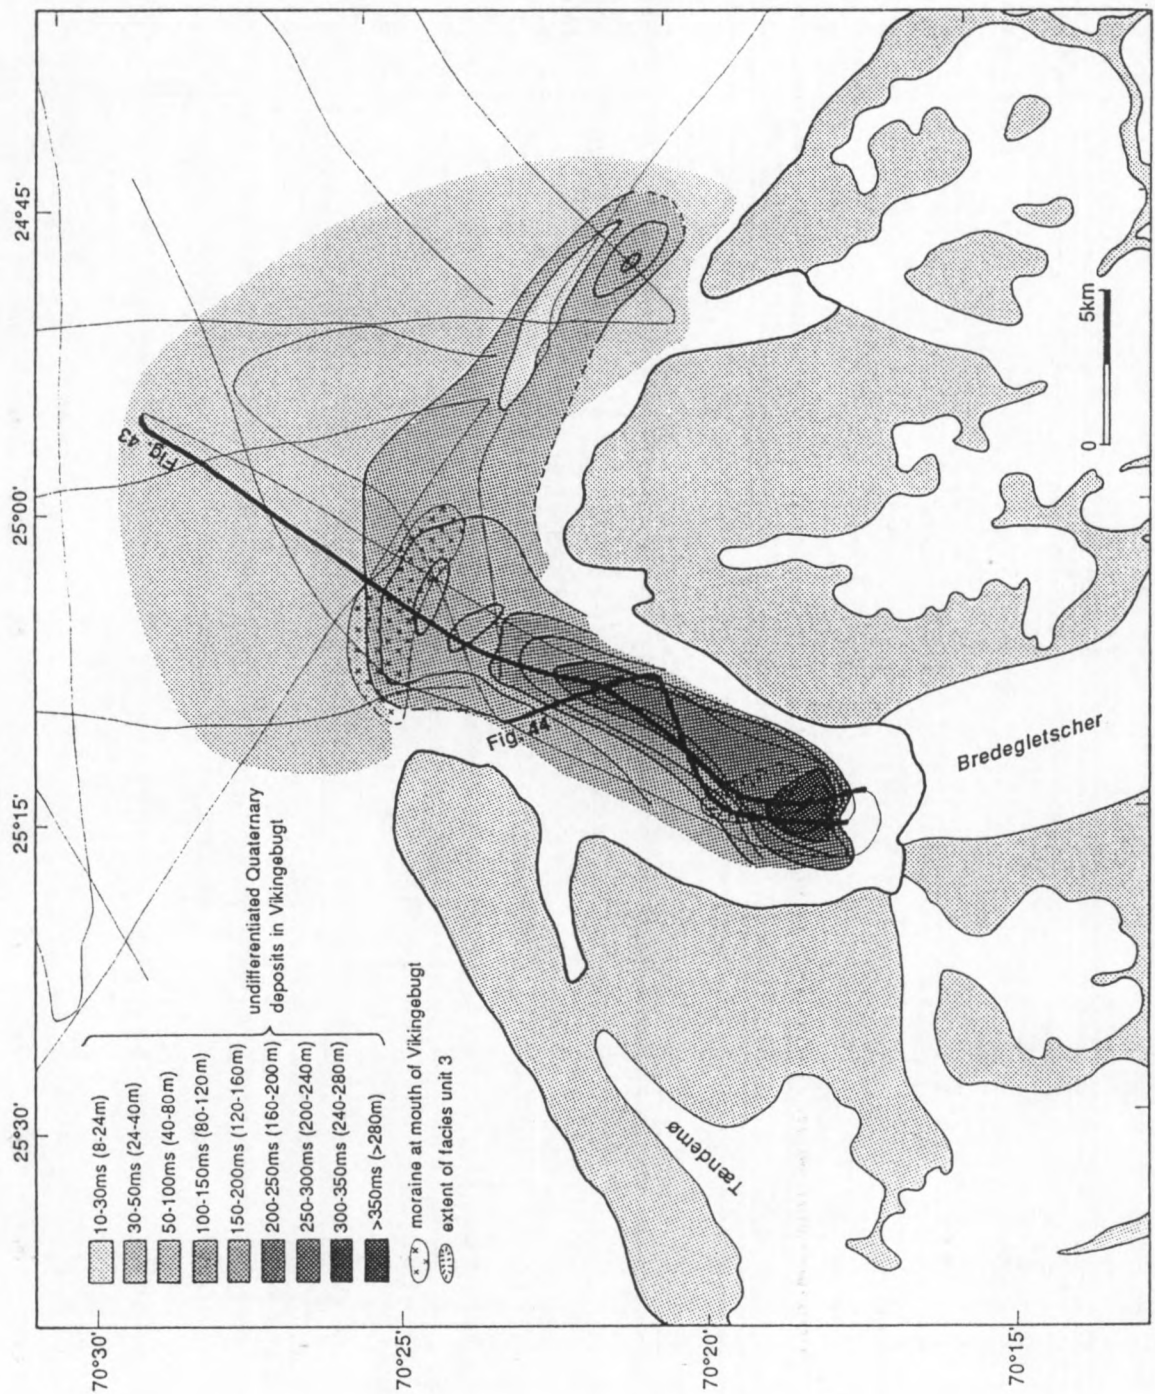 10-30ms (8-24m)
30-50ms (24-40m)
50-100ms (40-80m)
100-150ms (80-120m)
150-200ms (120-160m)
200-250ms (160-200m)
250-300ms (200-240m)
300-350ms (240-280m)
>350ms (>280m)
undifferentiated Quaternary
deposits in Vikingebugt
moraine at mouth of Vikingebugt
extent of facies unit 3
25°30'
25°15'
25°00'
24°45'
70°30'
70°25'
70°20'
70°15'
Fig. 43
Fig. 44
Tændemø
Bredegletscher
0
5km